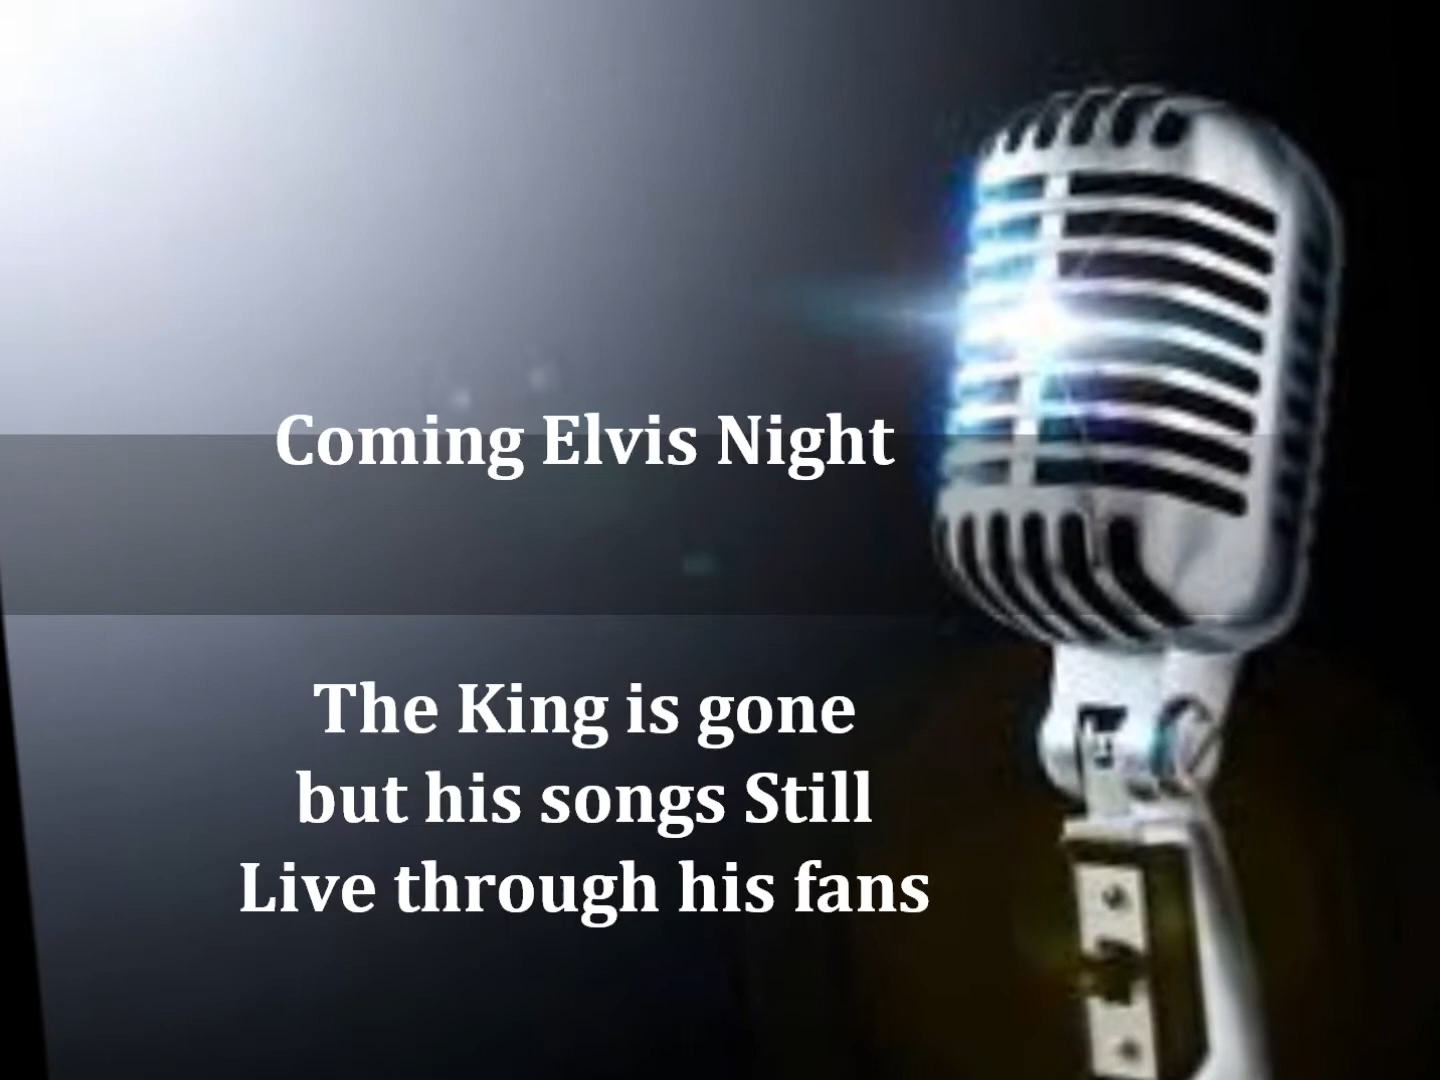 Coming Elvis Night
The King is gone
but his songs Still
Live through his fans